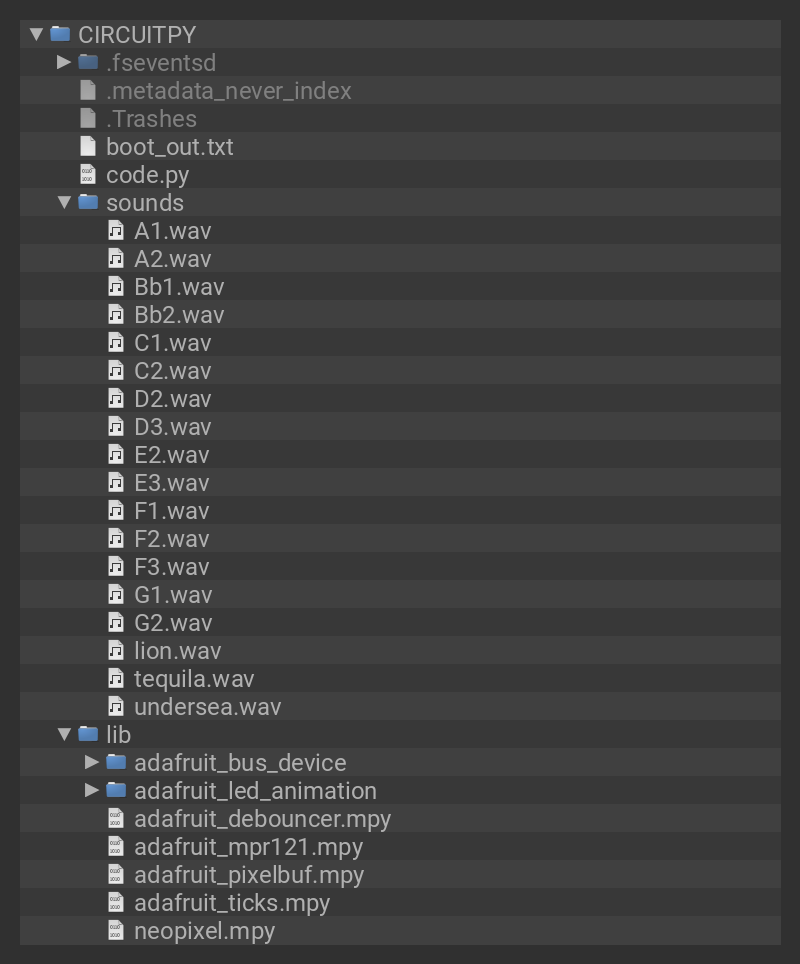 CIRCUITPY
.fseventsd
.metadata_never_index
.Trashes
boot_out.txt
code.py
sounds
A1.wav
A2.wav
Bb1.wav
Bb2.wav
C1.wav
C2.wav
D2.wav
D3.wav
E2.wav
E3.wav
F1.wav
F2.wav
F3.wav
G1.wav
G2.wav
lion.wav
tequila.wav
undersea.wav
lib
adafruit_bus_device
adafruit_led_animation
adafruit_debouncer.mpy
adafruit_mpr121.mpy
adafruit_pixelbuf.mpy
adafruit_ticks.mpy
neopixel.mpy